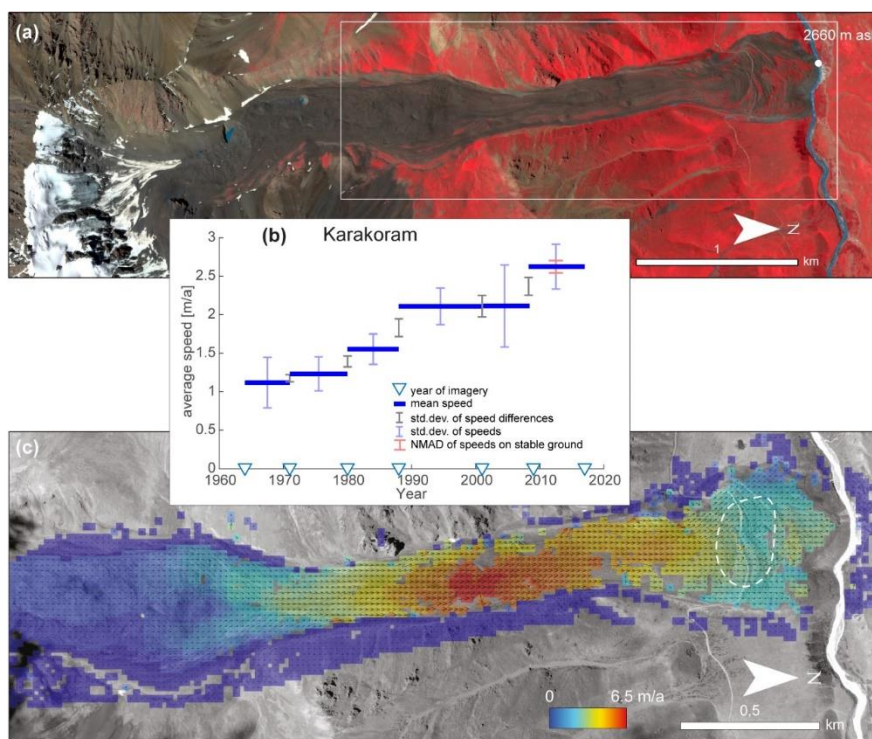 (a)
2660 m as
N
1
km
(b) Karakoram
average speed [m/a]
3
2.5
2
1.5
1
0.5
0
year of imagery
mean speed
std.dev. of speed differences
std.dev. of speeds
NMAD of speeds on stable ground
1960 1970 1980 1990 2000 2010 2020
Year
(c)
N
0 6.5 m/a
0,5
km